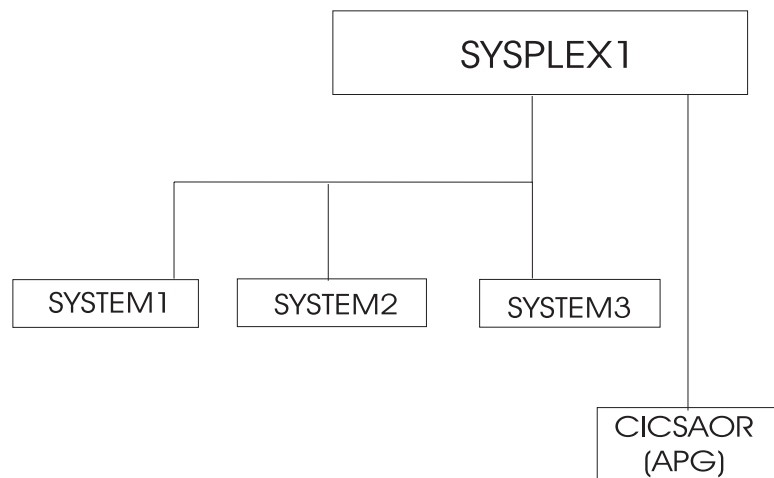 SYSPLEX1
SYSTEM1
SYSTEM2
SYSTEM3
CICSAOR
(APG)